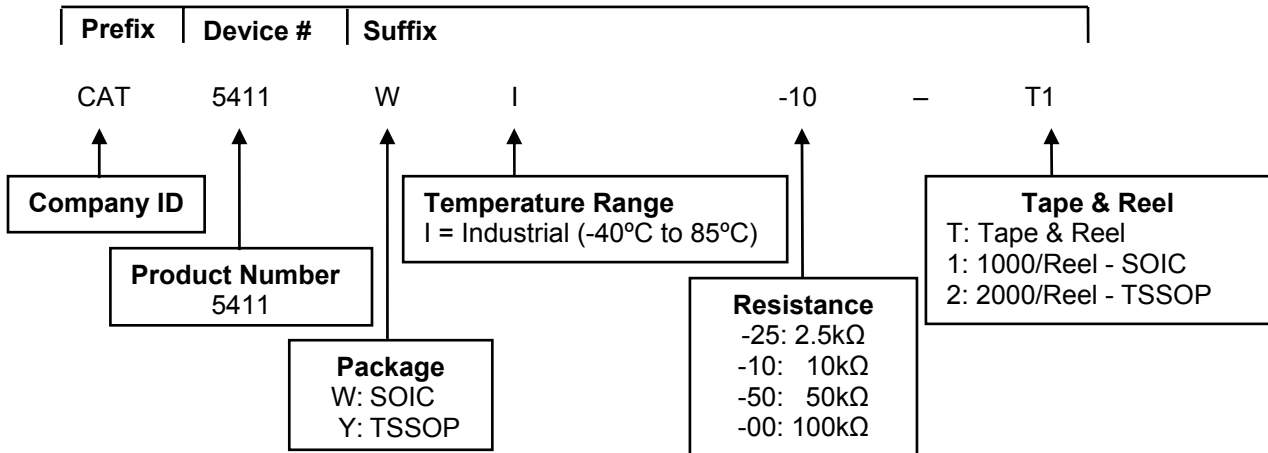 Prefix Device # Suffix
CAT 5411 W I -10 – T1
Company ID
Product Number
5411
Package
W: SOIC
Y: TSSOP
Temperature Range
I = Industrial (-40ºC to 85ºC)
Resistance
-25: 2.5kΩ
-10: 10kΩ
-50: 50kΩ
-00: 100kΩ
Tape & Reel
T: Tape & Reel
1: 1000/Reel - SOIC
2: 2000/Reel - TSSOP